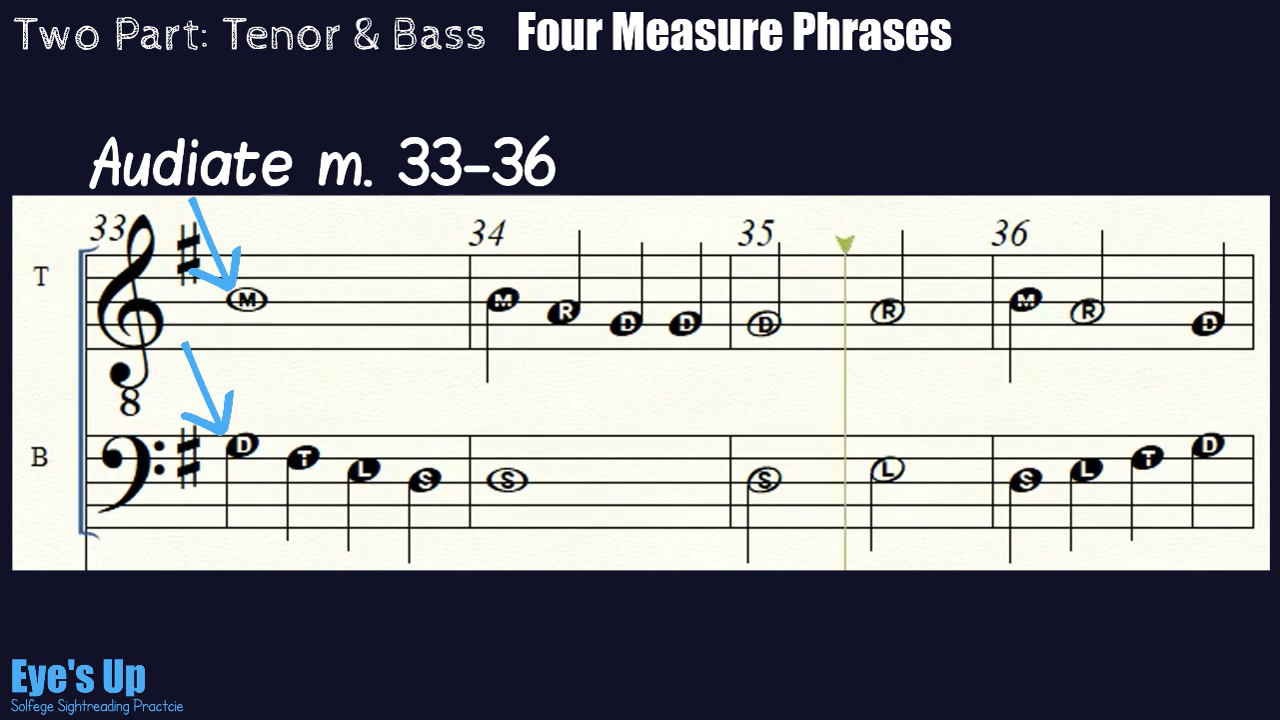 Two Part: Tenor & Bass Four Measure Phrases
Audiate m. 33-36
33 34 35 36
T
M M R D D D R M R D
8
B
D T L S S S L S L T D
Eye's Up
Solfege Sightreading Practcie